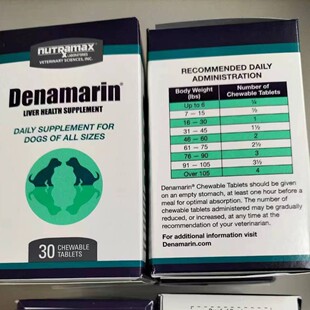 NUTRAMAX
LABORATORIES
VETERINARY SCIENCES, INC.
Denamarin®
LIVER HEALTH SUPPLEMENT
DAILY SUPPLEMENT FOR
DOGS OF ALL SIZES
30 CHEWABLE
TABLETS
RECOMMENDED DAILY
ADMINISTRATION
Body Weight Number of
(lbs) Chewable Tablets
Up to 6
7 – 15 ½
16 – 30 1
31 – 45 1½
46 – 60 2
61 – 75 2½
76 – 90 3
91 – 105 3½
Over 105 4
Denamarin® Chewable Tablets should be given
on an empty stomach, at least one hour before a
meal for optimal absorption. The number of
chewable tablets administered may be gradually
reduced, or increased, at any time at the
recommendation of your veterinarian.
For additional information visit
Denamarin.com